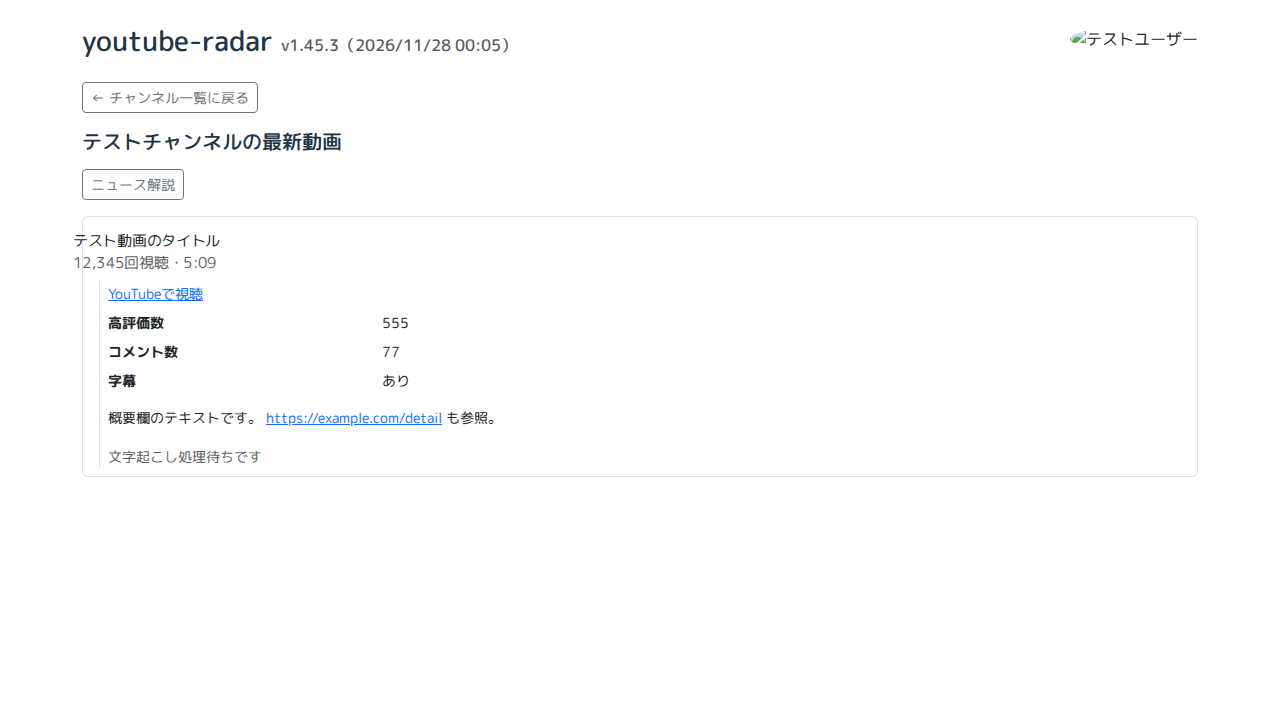 youtube-radar v1.45.3（2026/11/28 00:05）
テストユーザー
← チャンネル一覧に戻る
テストチャンネルの最新動画
ニュース解説
テスト動画のタイトル
12,345回視聴・5:09
YouTubeで視聴
高評価数 555
コメント数 77
字幕 あり
概要欄のテキストです。 https://example.com/detail も参照。
文字起こし処理待ちです